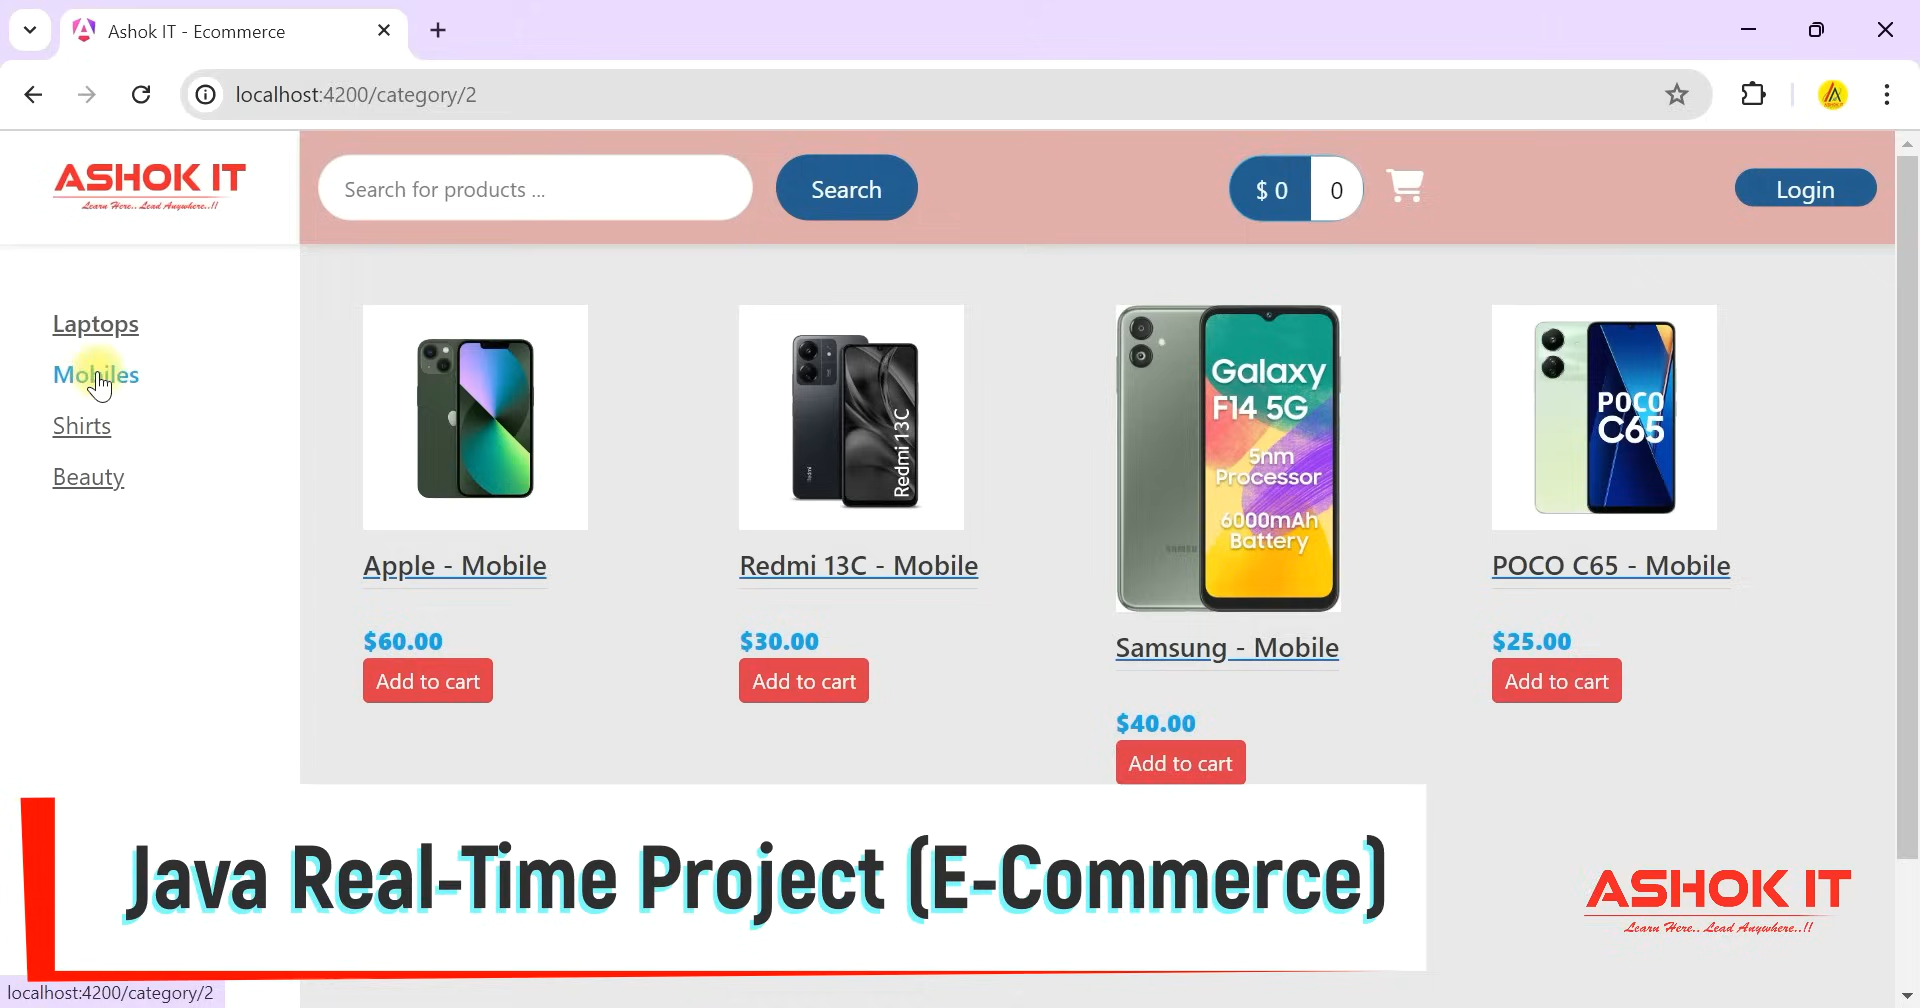 Ashok IT - Ecommerce
localhost:4200/category/2
ASHOK IT
Learn Here.. Lead Anywhere..!!
Search for products ...
Search
$ 0
0
Login
Laptops
Mobiles
Shirts
Beauty
Redmi 13C
Galaxy
F14 5G
5nm
Processor
6000mAh
Battery
POCO
C65
Apple - Mobile
Redmi 13C - Mobile
Samsung - Mobile
POCO C65 - Mobile
$60.00
$30.00
$40.00
$25.00
Add to cart
Add to cart
Add to cart
Add to cart
Java Real-Time Project (E-Commerce)
ASHOK IT
Learn Here.. Lead Anywhere..!!
localhost:4200/category/2